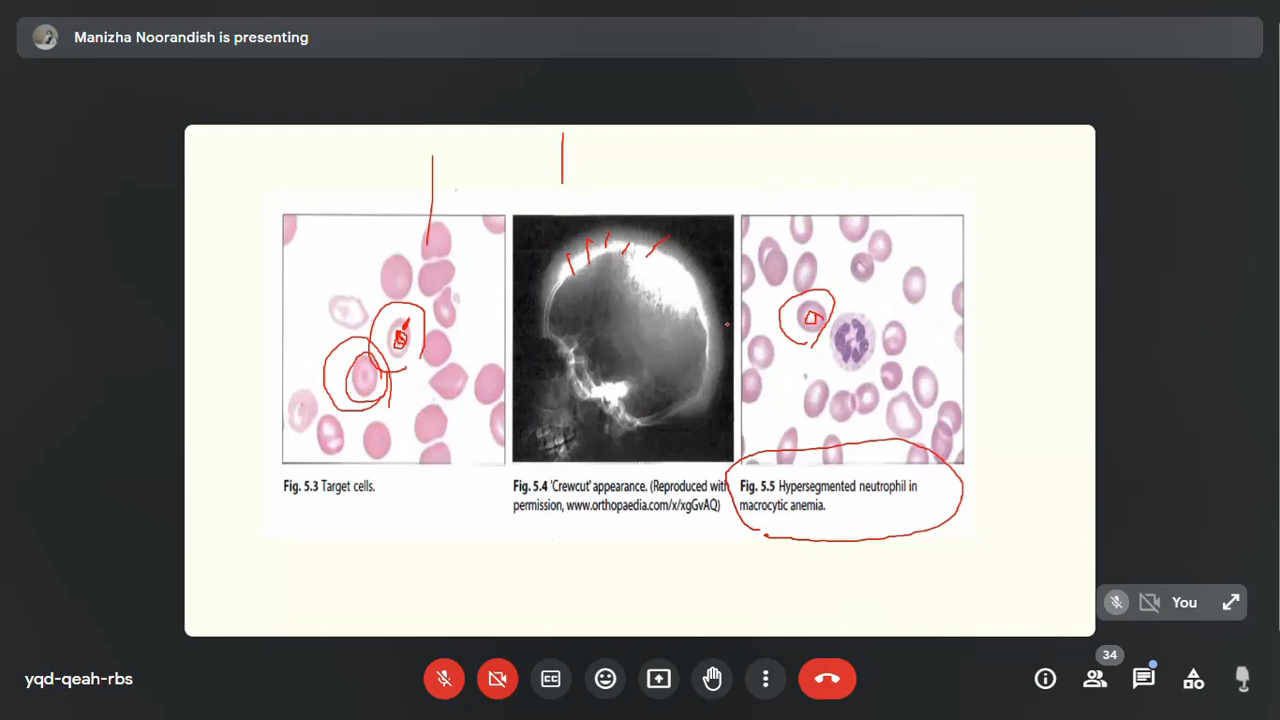 Manizha Noorandish is presenting
Fig. 5.3 Target cells.
Fig. 5.4 'Crewcut' appearance. (Reproduced with
permission, www.orthopaedia.com/x/xgGvAQ)
Fig. 5.5 Hypersegmented neutrophil in
macrocytic anemia.
You
34
yqd-qeah-rbs